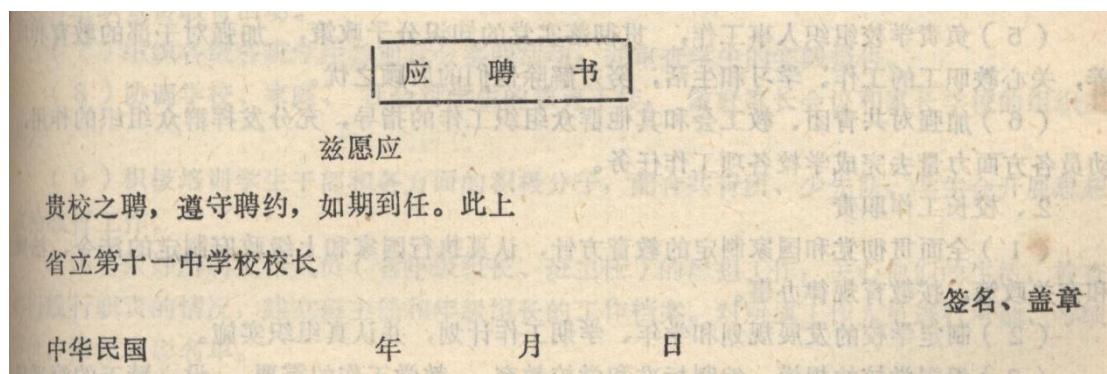 应 聘 书
兹愿应
贵校之聘，遵守聘约，如期到任。此上
省立第十一中学校校长
签名、盖章
中华民国 年 月 日